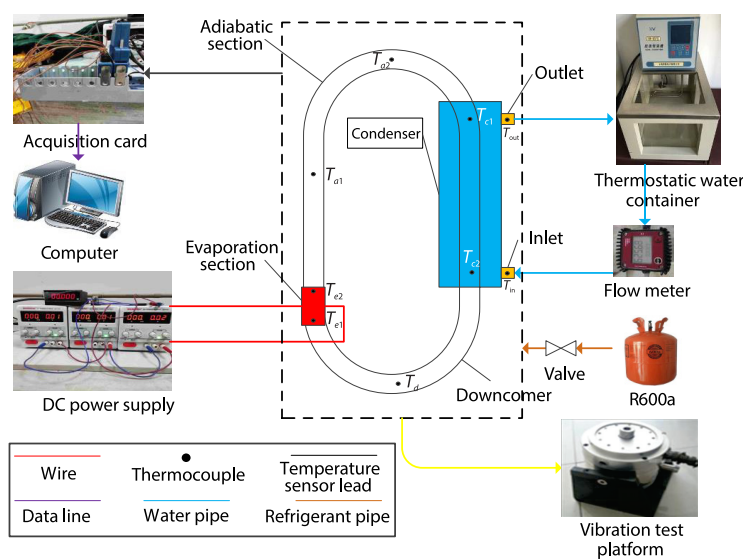 Adiabatic
section
Ta2
Outlet
Acquisition card
Condenser
Tc1
Tout
Thermostatic water
container
Ta1
Computer
Evaporation
section
Inlet
Tc2
Tin
Flow meter
Te2
Te1
DC power supply
Td
Downcomer
Valve
R600a
Wire
Thermocouple
Temperature
sensor lead
Data line
Water pipe
Refrigerant pipe
Vibration test
platform